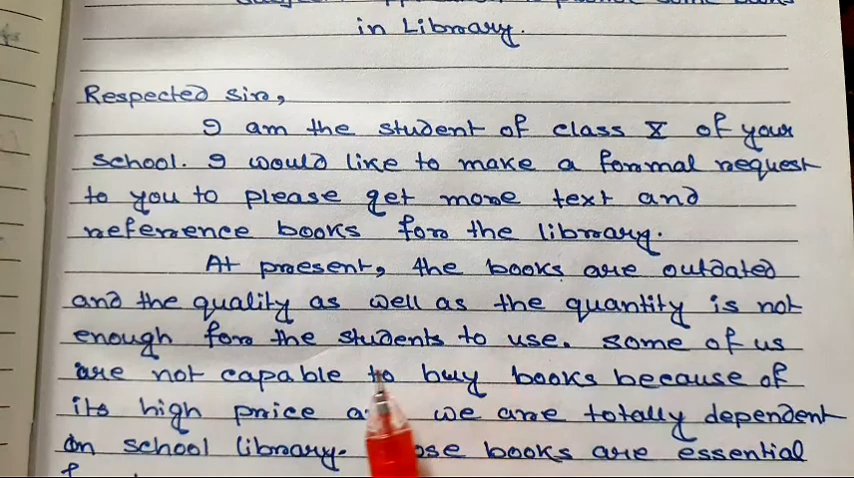 in Library.
Respected Sir,
I am the student of class X of your
school. I would like to make a formal request
to you to please get more text and
reference books for the library.
At present, the books are outdated
and the quality as well as the quantity is not
enough for the students to use. Some of us
are not capable to buy books because of
its high price we are totally dependent
on school library. books are essential